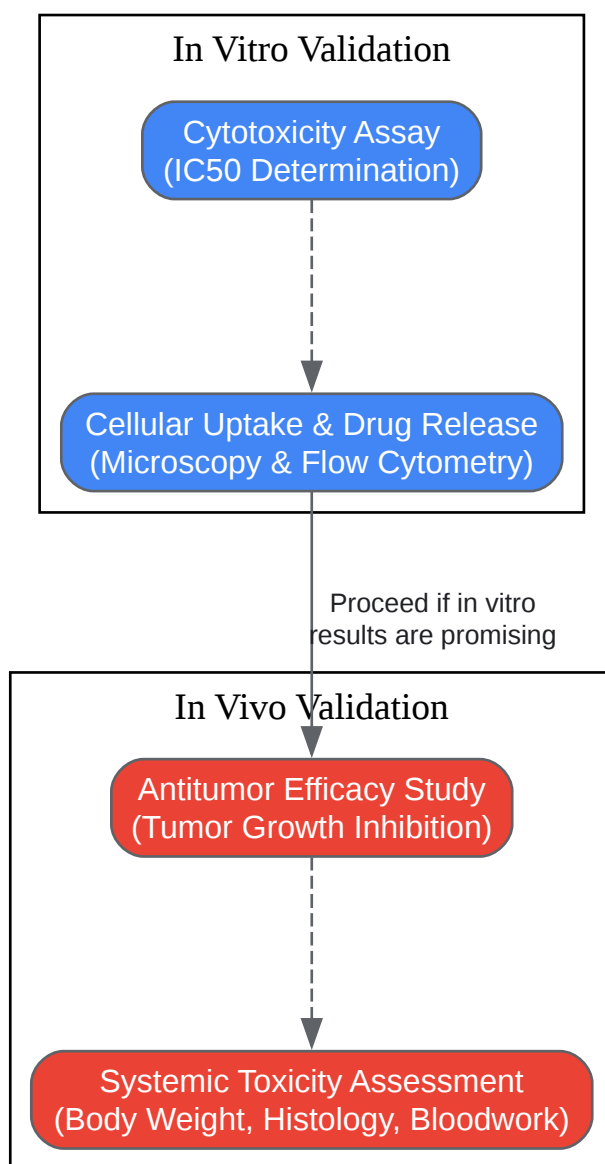 In Vitro Validation
Cytotoxicity Assay
(IC50 Determination)
Cellular Uptake & Drug Release
(Microscopy & Flow Cytometry)
Proceed if in vitro
results are promising
In Vivo Validation
Antitumor Efficacy Study
(Tumor Growth Inhibition)
Systemic Toxicity Assessment
(Body Weight, Histology, Bloodwork)